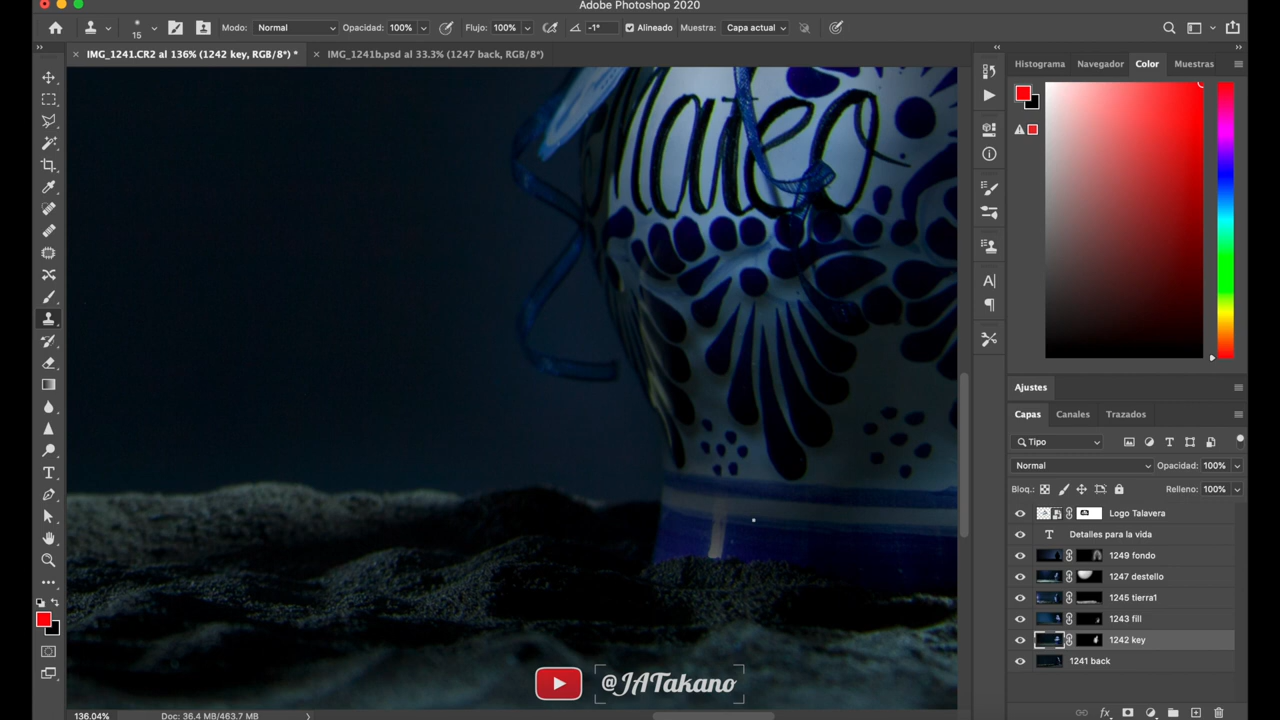 Adobe Photoshop 2020
15
Modo: Normal Opacidad: 100% Flujo: 100% -1° Alineado Muestra: Capa actual
× IMG_1241.CR2 al 136% (1242 key, RGB/8*) * × IMG_1241b.psd al 33.3% (1247 back, RGB/8*)
Histograma Navegador Color Muestras
Mateo
Ajustes
Capas Canales Trazados
Tipo
Normal Opacidad: 100%
Bloq.: Relleno: 100%
Logo Talavera
T Detalles para la vida
1249 fondo
1247 destello
1245 tierra1
1243 fill
1242 key
1241 back
@JATakano
136.04% Doc: 36.4 MB/463.7 MB
fx